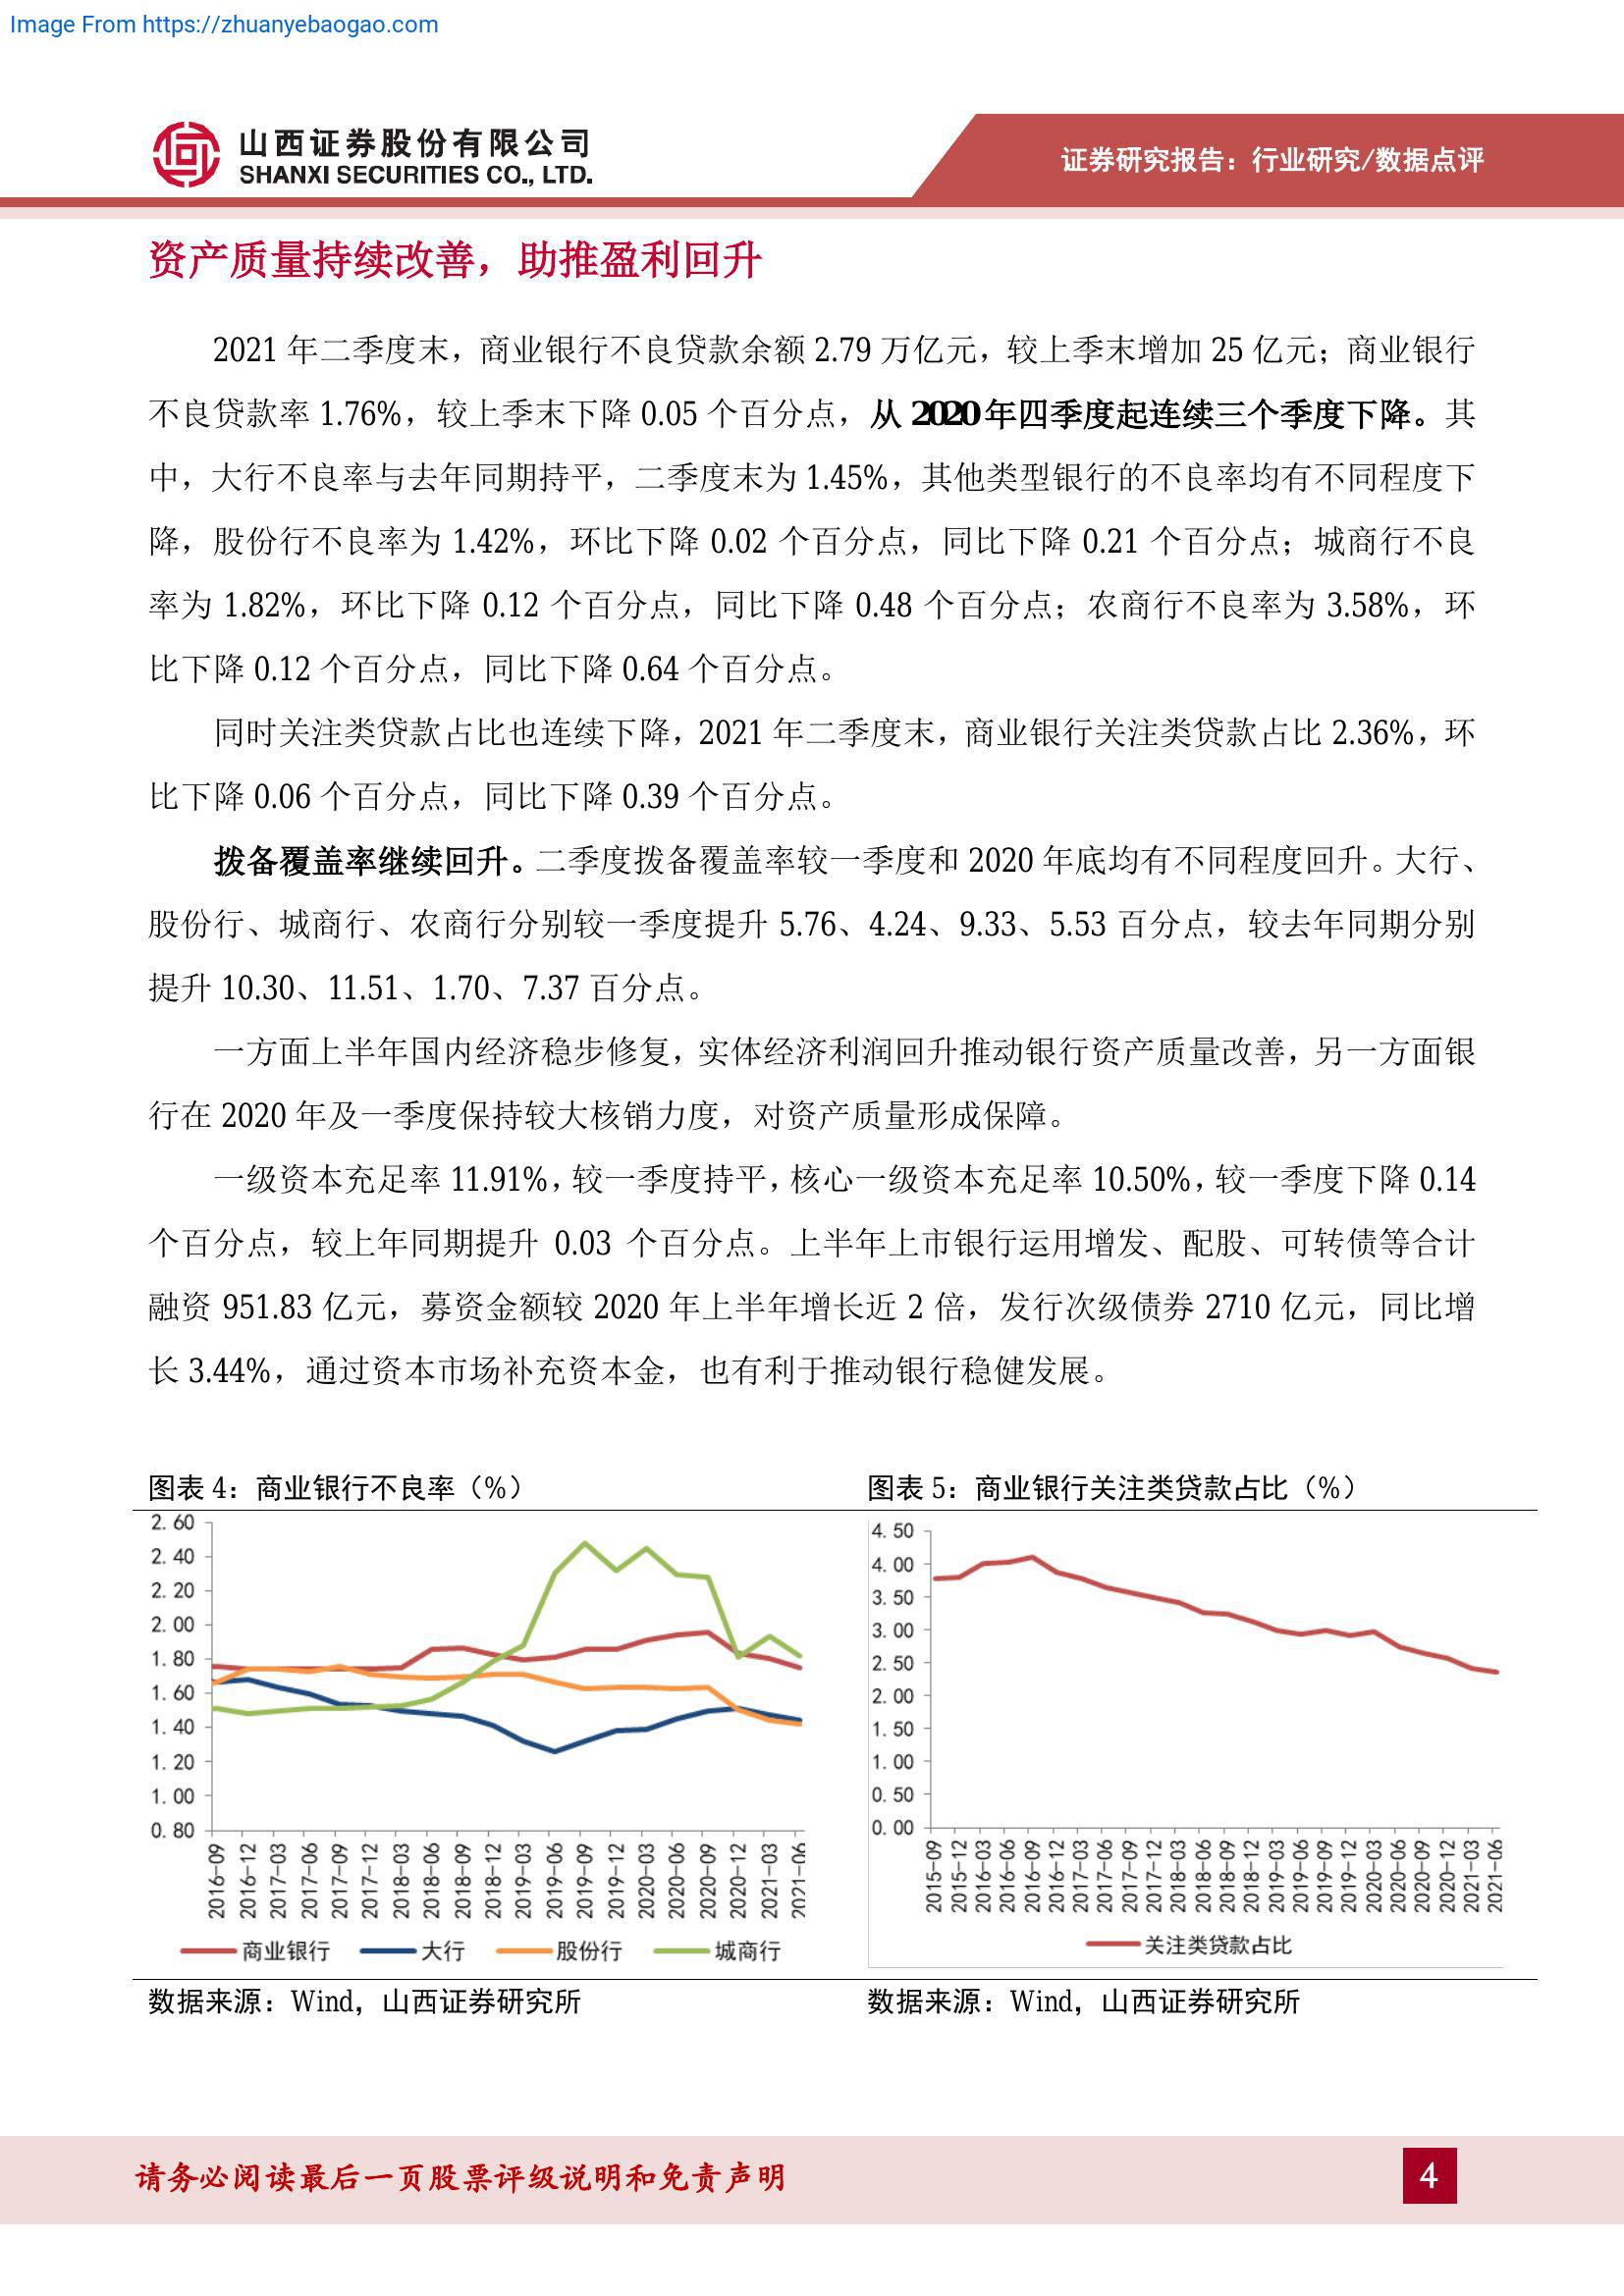 Image From https://zhuanyebaogao.com
山西证券股份有限公司
SHANXI SECURITIES CO., LTD.
证券研究报告：行业研究/数据点评
资产质量持续改善，助推盈利回升
2021 年二季度末，商业银行不良贷款余额 2.79 万亿元，较上季末增加 25 亿元；商业银行
不良贷款率 1.76%，较上季末下降 0.05 个百分点，从 2020 年四季度起连续三个季度下降。其
中，大行不良率与去年同期持平，二季度末为 1.45%，其他类型银行的不良率均有不同程度下
降，股份行不良率为 1.42%，环比下降 0.02 个百分点，同比下降 0.21 个百分点；城商行不良
率为 1.82%，环比下降 0.12 个百分点，同比下降 0.48 个百分点；农商行不良率为 3.58%，环
比下降 0.12 个百分点，同比下降 0.64 个百分点。
同时关注类贷款占比也连续下降，2021 年二季度末，商业银行关注类贷款占比 2.36%，环
比下降 0.06 个百分点，同比下降 0.39 个百分点。
拨备覆盖率继续回升。二季度拨备覆盖率较一季度和 2020 年底均有不同程度回升。大行、
股份行、城商行、农商行分别较一季度提升 5.76、4.24、9.33、5.53 百分点，较去年同期分别
提升 10.30、11.51、1.70、7.37 百分点。
一方面上半年国内经济稳步修复，实体经济利润回升推动银行资产质量改善，另一方面银
行在 2020 年及一季度保持较大核销力度，对资产质量形成保障。
一级资本充足率 11.91%，较一季度持平，核心一级资本充足率 10.50%，较一季度下降 0.14
个百分点，较上年同期提升 0.03 个百分点。上半年上市银行运用增发、配股、可转债等合计
融资 951.83 亿元，募资金额较 2020 年上半年增长近 2 倍，发行次级债券 2710 亿元，同比增
长 3.44%，通过资本市场补充资本金，也有利于推动银行稳健发展。
图表 4：商业银行不良率（%）
2.60
2.40
2.20
2.00
1.80
1.60
1.40
1.20
1.00
0.80
2016-09
2016-12
2017-03
2017-06
2017-09
2017-12
2018-03
2018-06
2018-09
2018-12
2019-03
2019-06
2019-09
2019-12
2020-03
2020-06
2020-09
2020-12
2021-03
2021-06
商业银行 大行 股份行 城商行
数据来源：Wind，山西证券研究所
图表 5：商业银行关注类贷款占比（%）
4.50
4.00
3.50
3.00
2.50
2.00
1.50
1.00
0.50
0.00
2015-09
2015-12
2016-03
2016-06
2016-09
2016-12
2017-03
2017-06
2017-09
2017-12
2018-03
2018-06
2018-09
2018-12
2019-03
2019-06
2019-09
2019-12
2020-03
2020-06
2020-09
2020-12
2021-03
2021-06
关注类贷款占比
数据来源：Wind，山西证券研究所
请务必阅读最后一页股票评级说明和免责声明
4